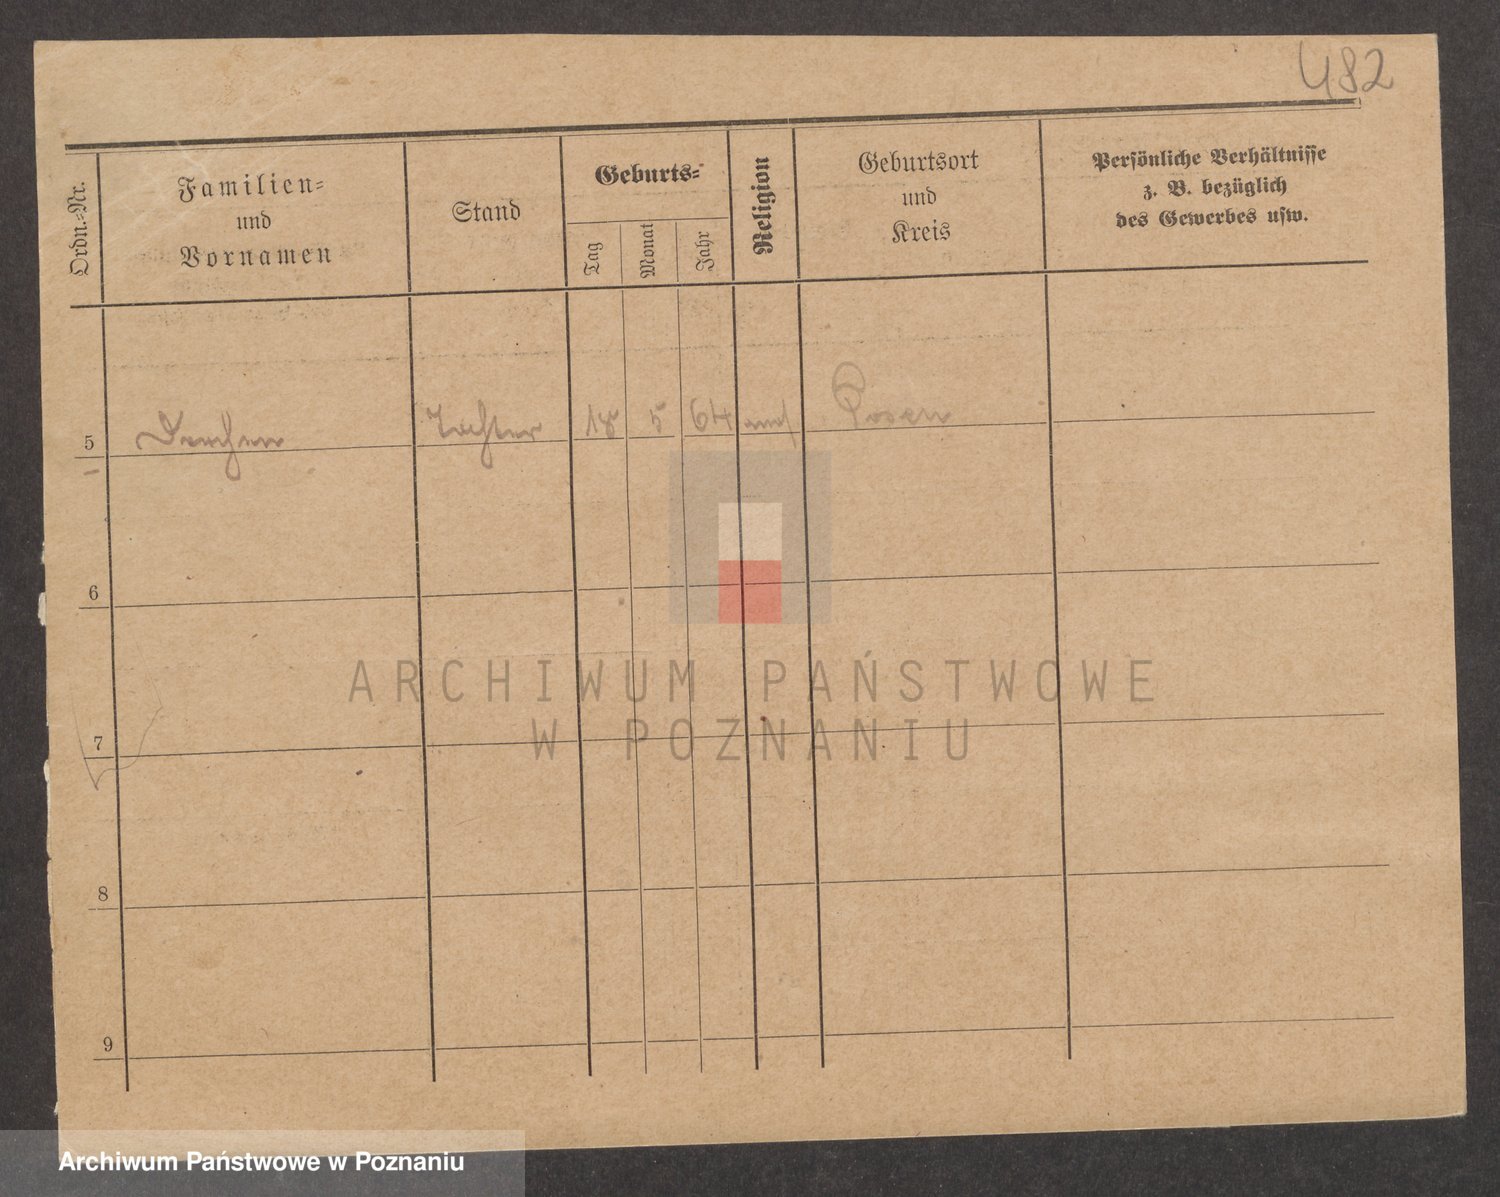 482
Ordn.=Nr.
Familien=
und
Vornamen
Stand
Geburts=
Tag
Monat
Jahr
Religion
Geburtsort
und
Kreis
Persönliche Verhältnisse
z. B. bezüglich
des Gewerbes usw.
5 Tochter 18 5 64 Posen
6
7
8
9
ARCHIWUM PAŃSTWOWE
W POZNANIU
Archiwum Państwowe w Poznaniu